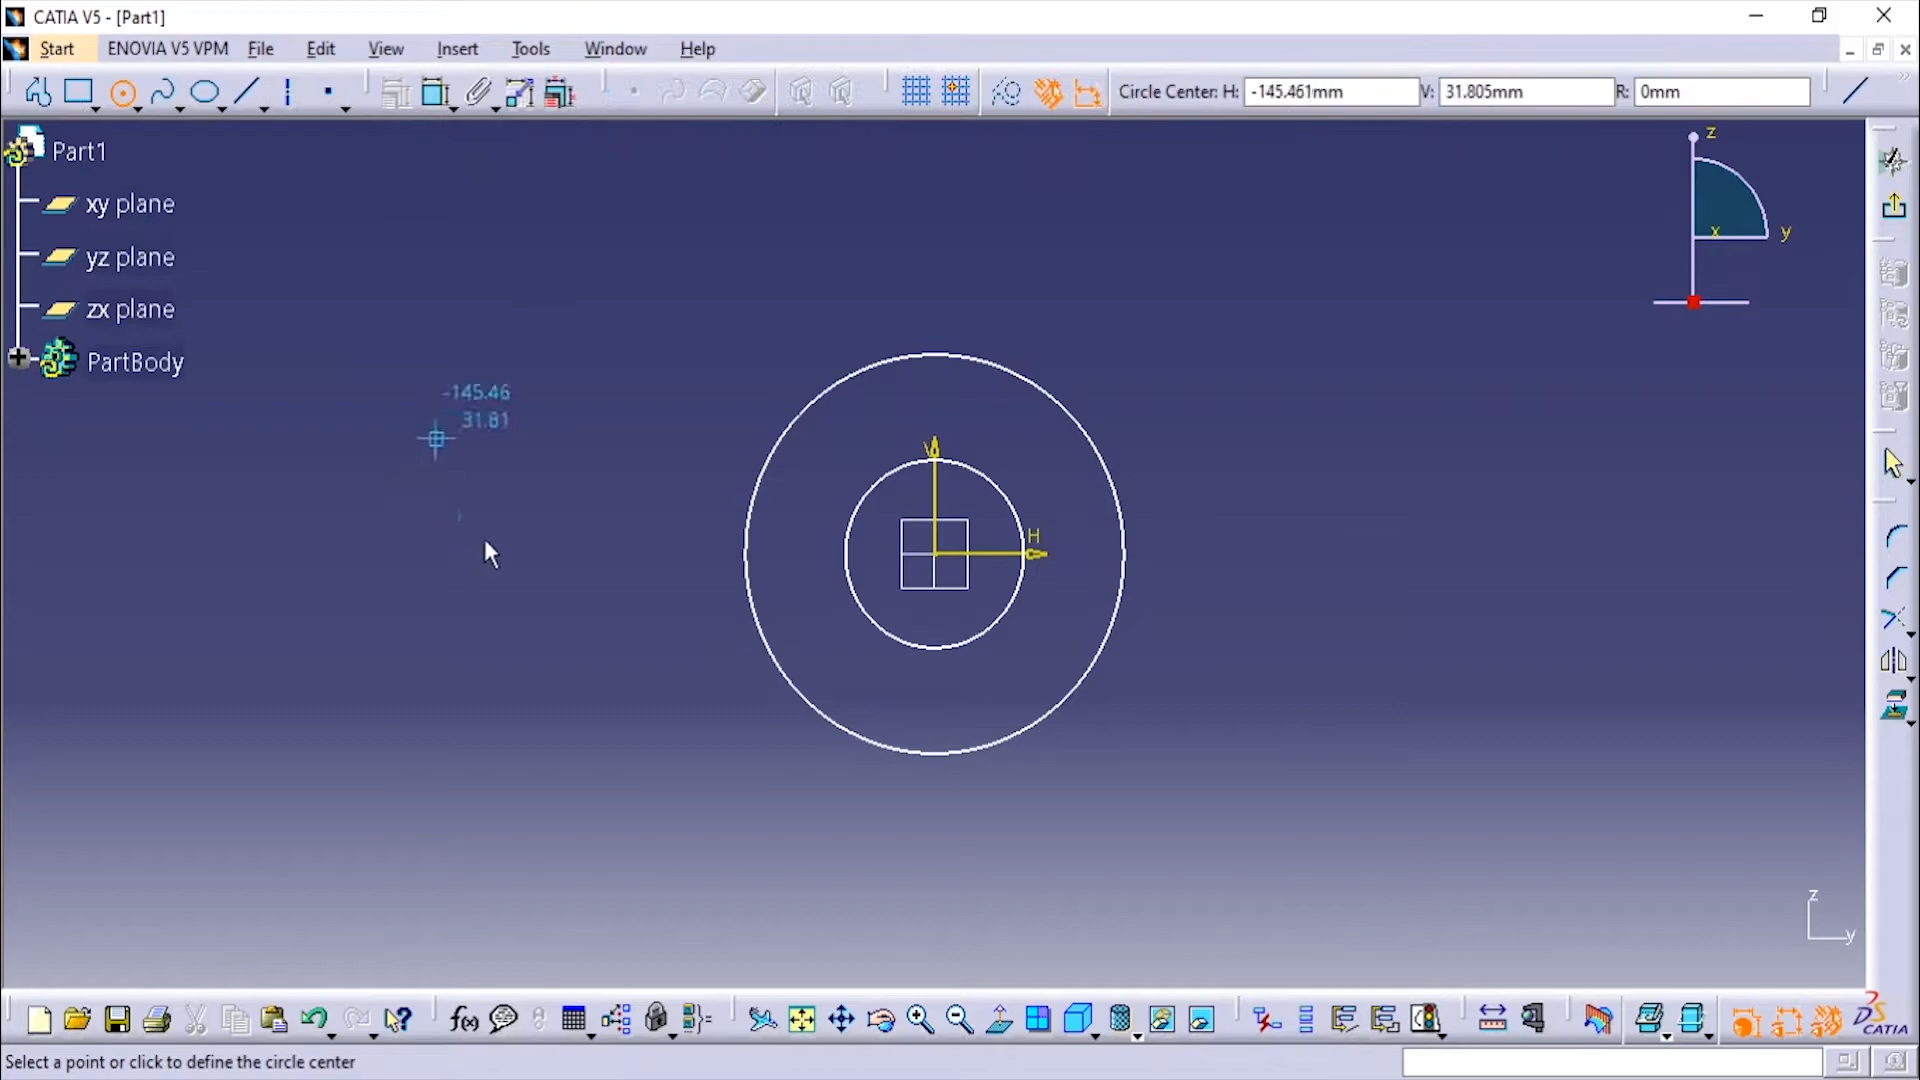 CATIA V5 - [Part1]
Start ENOVIA V5 VPM File Edit View Insert Tools Window Help
Circle Center: H: -145.461mm V: 31.805mm R: 0mm
z
x
y
Part1
xy plane
yz plane
zx plane
PartBody
-145.46
31.81
V
H
z
y
f(x)
DS
CATIA
Select a point or click to define the circle center